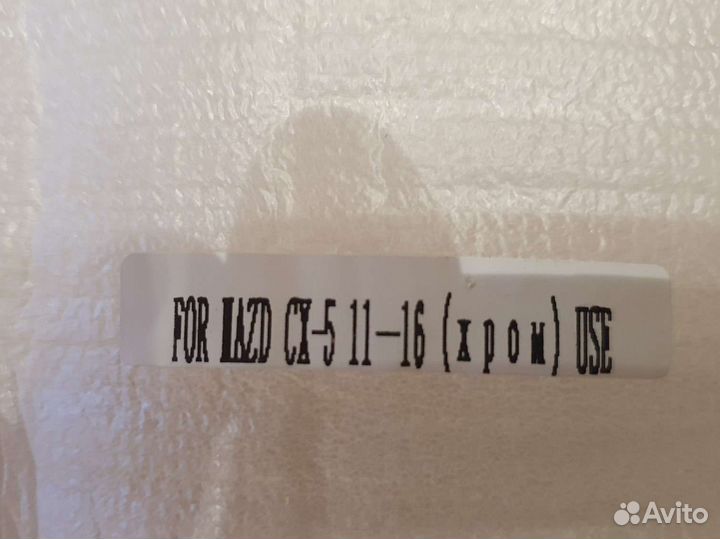 FOR MAZD CX-5 11-16 (хром) USE
Avito